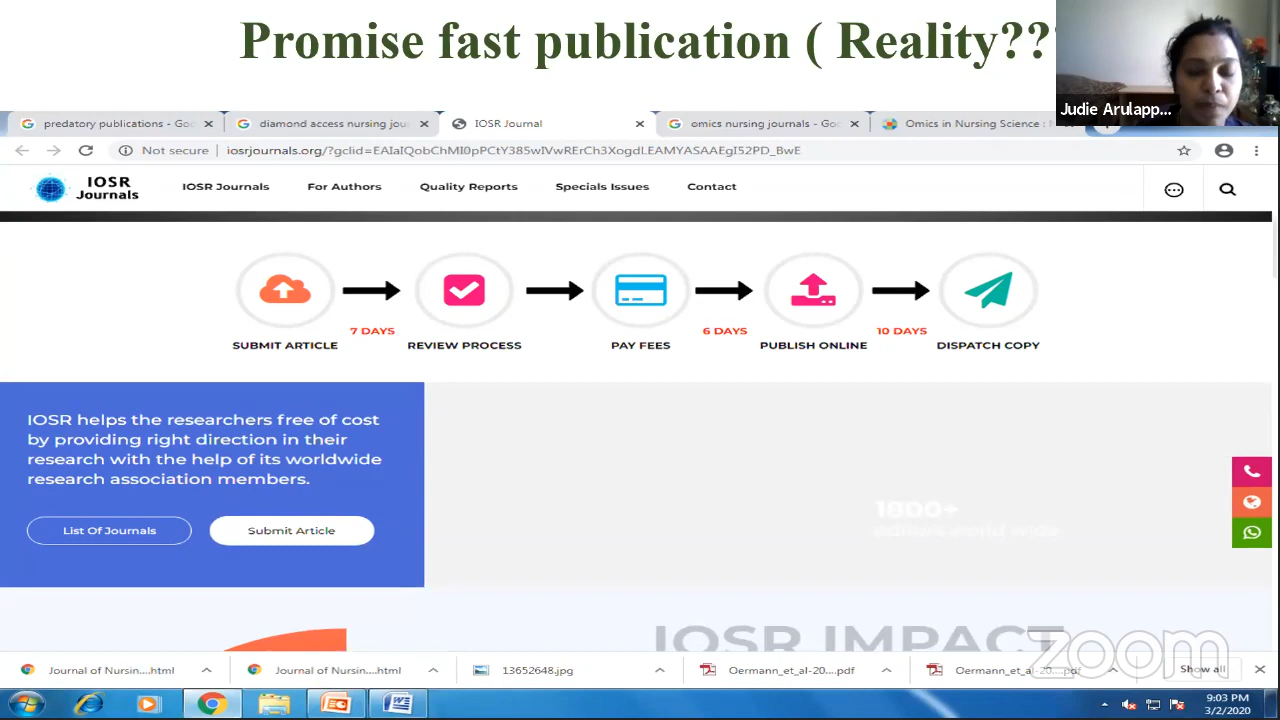 Promise fast publication ( Reality???
Judie Arulapp...
predatory publications - Goo
diamond access nursing jou
IOSR Journal
omics nursing journals - Goo
Omics in Nursing Science :
Not secure
iosrjournals.org/?gclid=EAIaIQobChMI0pPCtY385wIVwRErCh3XogdLEAMYASAAEgI52PD_BwE
IOSR
Journals
IOSR Journals
For Authors
Quality Reports
Specials Issues
Contact
7 DAYS
6 DAYS
10 DAYS
SUBMIT ARTICLE
REVIEW PROCESS
PAY FEES
PUBLISH ONLINE
DISPATCH COPY
IOSR helps the researchers free of cost
by providing right direction in their
research with the help of its worldwide
research association members.
List Of Journals
Submit Article
1800+
IOSR IMPACT
zoom
Journal of Nursin....html
Journal of Nursin....html
13652648.jpg
Oermann_et_al-20....pdf
Oermann_et_al-20....pdf
Show all
9:03 PM
3/2/2020